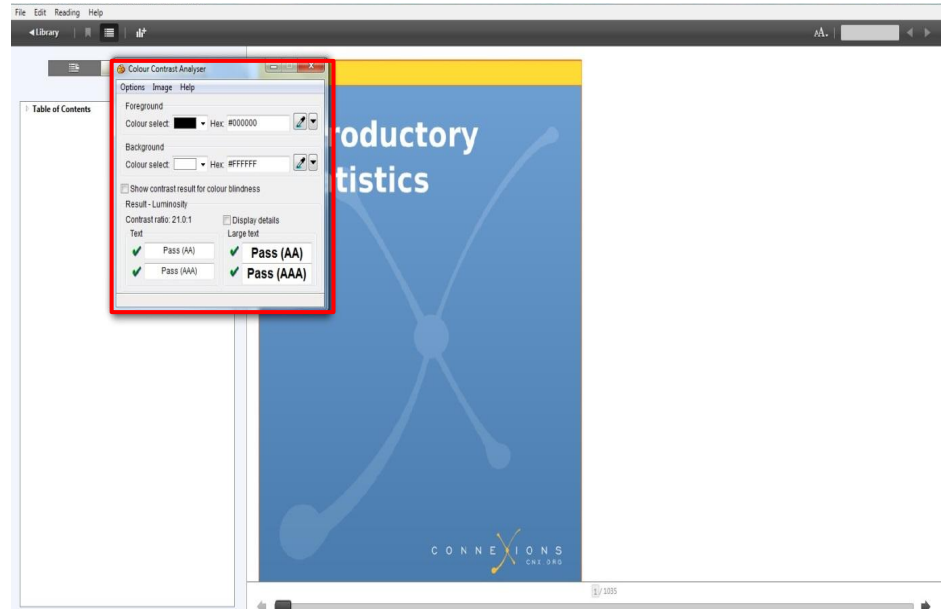 File Edit Reading Help
Library
AA
Table of Contents
Colour Contrast Analyser
Options Image Help
Foreground
Colour select: Hex: #000000
Background
Colour select: Hex: #FFFFFF
Show contrast result for colour blindness
Result - Luminosity
Contrast ratio: 21.0:1 Display details
Text Large text
Pass (AA) Pass (AA)
Pass (AAA) Pass (AAA)
roductory
tistics
CONNEXIONS
CNX.ORG
1 / 1035